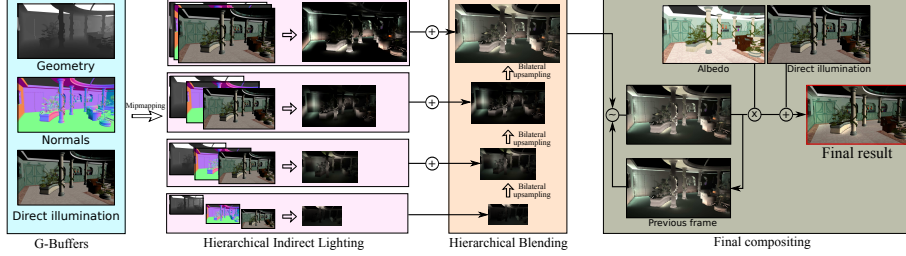 Geometry
Normals
Direct illumination
G-Buffers
Mipmapping
Hierarchical Indirect Lighting
+
+
+
Bilateral
upsampling
Bilateral
upsampling
Bilateral
upsampling
Hierarchical Blending
Albedo
Direct illumination
~
x
+
Final result
Previous frame
Final compositing